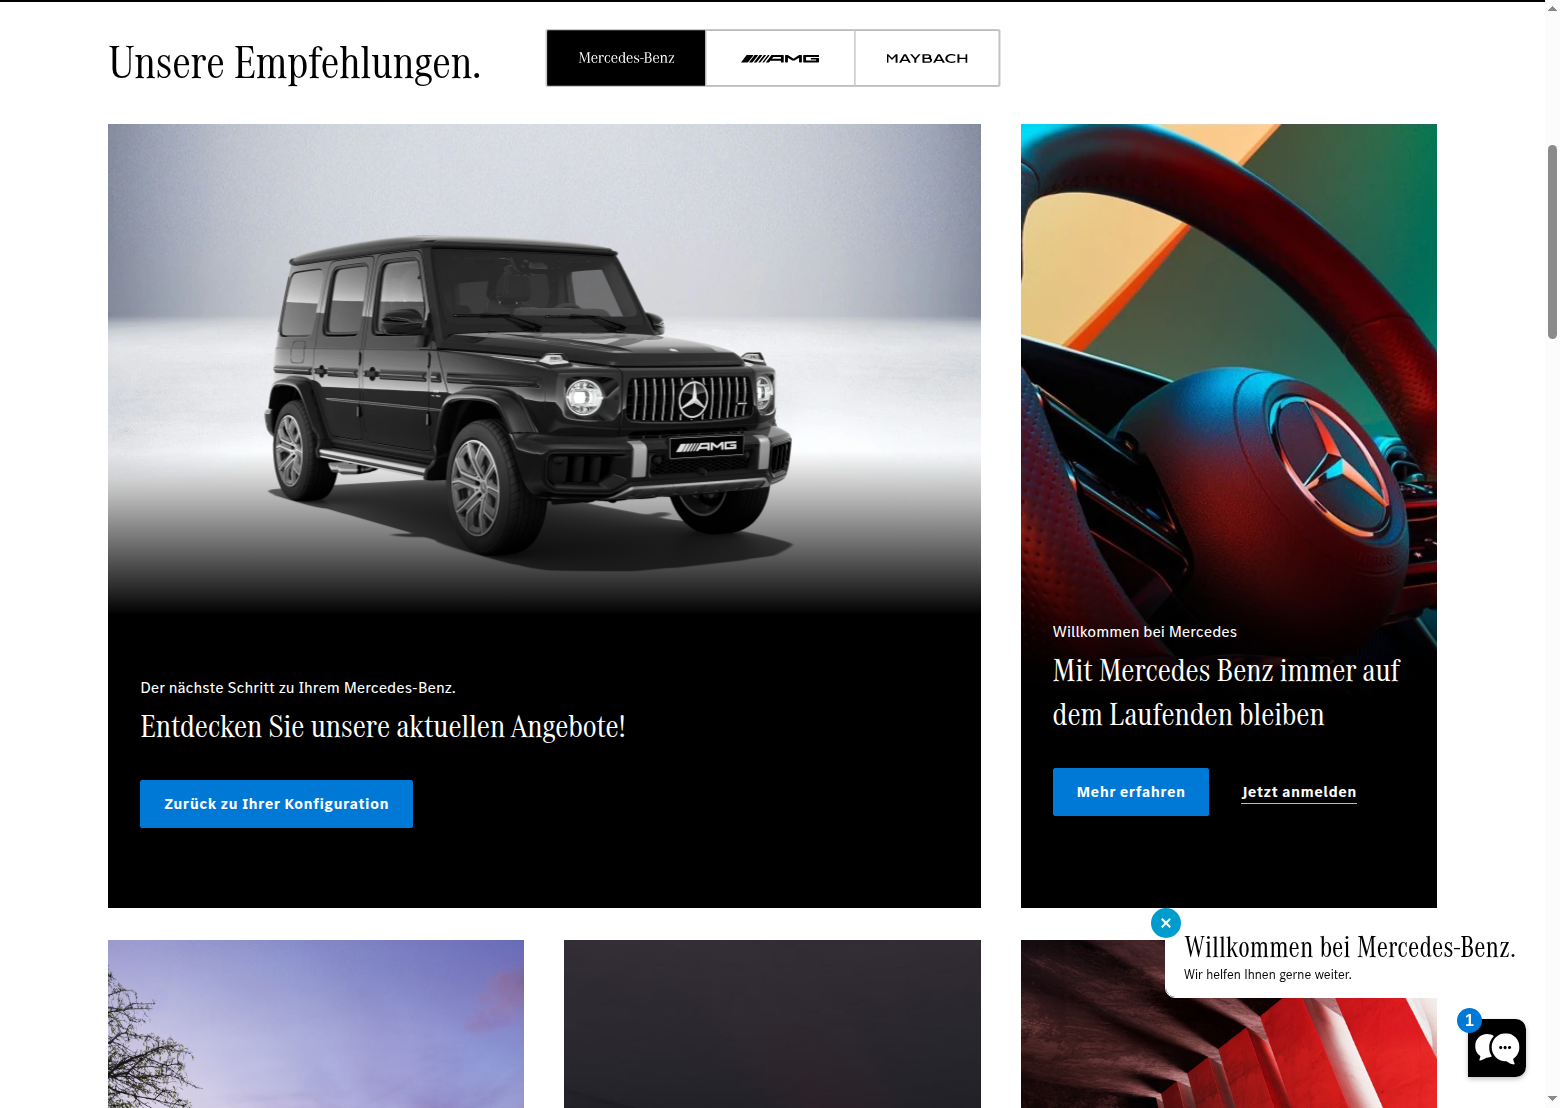 Unsere Empfehlungen.
Mercedes-Benz
AMG
MAYBACH
AMG
Der nächste Schritt zu Ihrem Mercedes-Benz.
Entdecken Sie unsere aktuellen Angebote!
Zurück zu Ihrer Konfiguration
Willkommen bei Mercedes
Mit Mercedes Benz immer auf
dem Laufenden bleiben
Mehr erfahren
Jetzt anmelden
Willkommen bei Mercedes-Benz.
Wir helfen Ihnen gerne weiter.
1